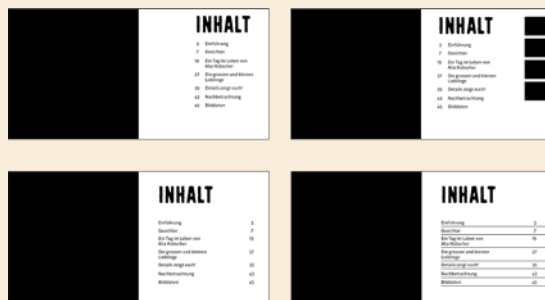 INHALT
3 Einführung
7 Gesichter
15 Ein Tag im Leben von
Alis Hübscher
27 Die grossen und kleinen
Lieblinge
35 Details zeigt euch!
43 Nachbetrachtung
45 Bilddaten
INHALT
3 Einführung
7 Gesichter
15 Ein Tag im Leben von
Alis Hübscher
27 Die grossen und kleinen
Lieblinge
35 Details zeigt euch!
43 Nachbetrachtung
45 Bilddaten
INHALT
Einführung 3
Gesichter 7
Ein Tag im Leben von 15
Alis Hübscher
Die grossen und kleinen 27
Lieblinge
Details zeigt euch! 35
Nachbetrachtung 43
Bilddaten 45
INHALT
Einführung 3
Gesichter 7
Ein Tag im Leben von 15
Alis Hübscher
Die grossen und kleinen 27
Lieblinge
Details zeigt euch! 35
Nachbetrachtung 43
Bilddaten 45